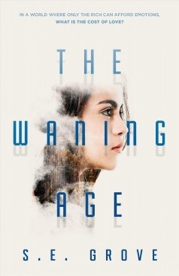 IN A WORLD WHERE ONLY THE RICH CAN AFFORD EMOTIONS,
WHAT IS THE COST OF LOVE?
THE
WANING
AGE
S.E. GROVE